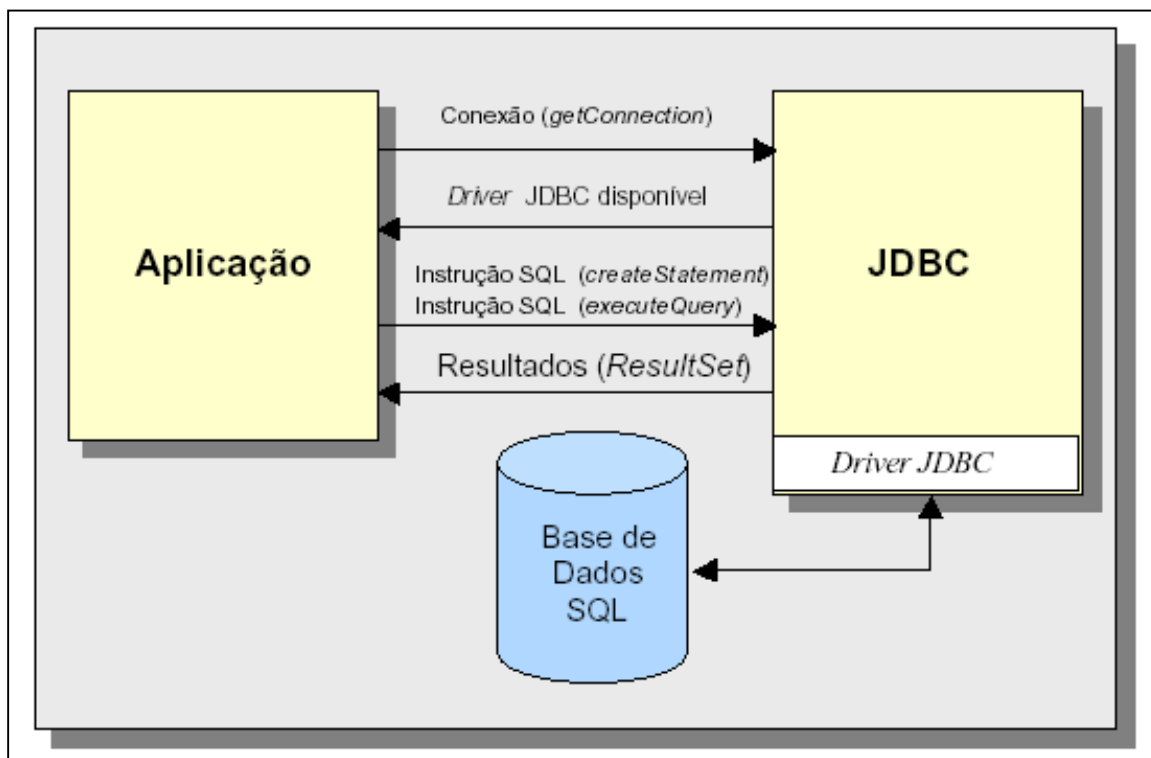 Conexão (getConnection)
Driver JDBC disponível
Aplicação
JDBC
Instrução SQL (createStatement)
Instrução SQL (executeQuery)
Resultados (ResultSet)
Driver JDBC
Base de
Dados
SQL